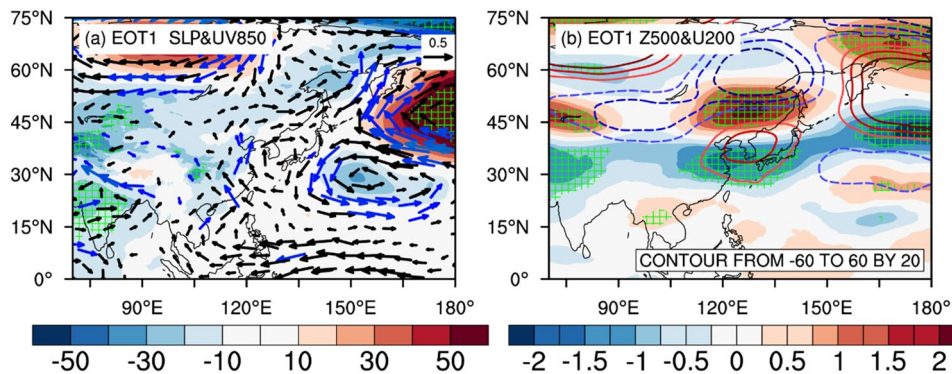 75°N
(a) EOT1 SLP&UV850
0.5
60°N
45°N
30°N
15°N
0°
90°E 120°E 150°E 180°
-50 -30 -10 10 30 50
75°N
(b) EOT1 Z500&U200
60°N
45°N
30°N
15°N
0°
CONTOUR FROM -60 TO 60 BY 20
90°E 120°E 150°E 180°
-2 -1.5 -1 -0.5 0 0.5 1 1.5 2